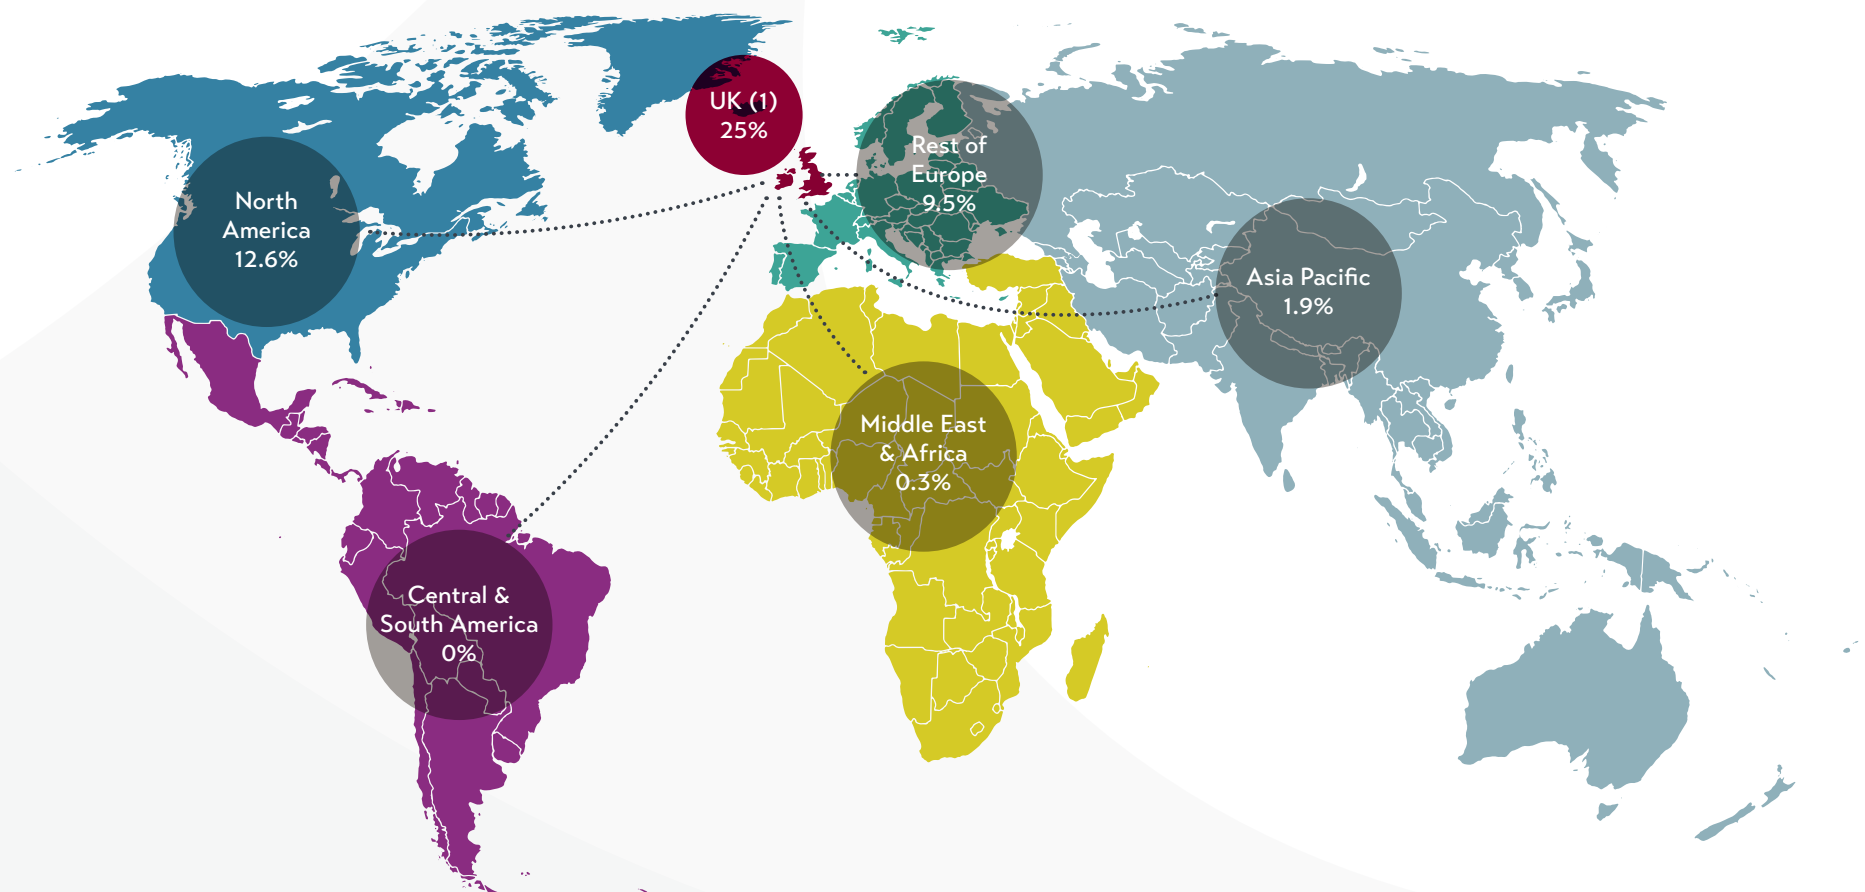 UK (1)
25%
Rest of
Europe
9.5%
North
America
12.6%
Asia Pacific
1.9%
Middle East
& Africa
0.3%
Central &
South America
0%